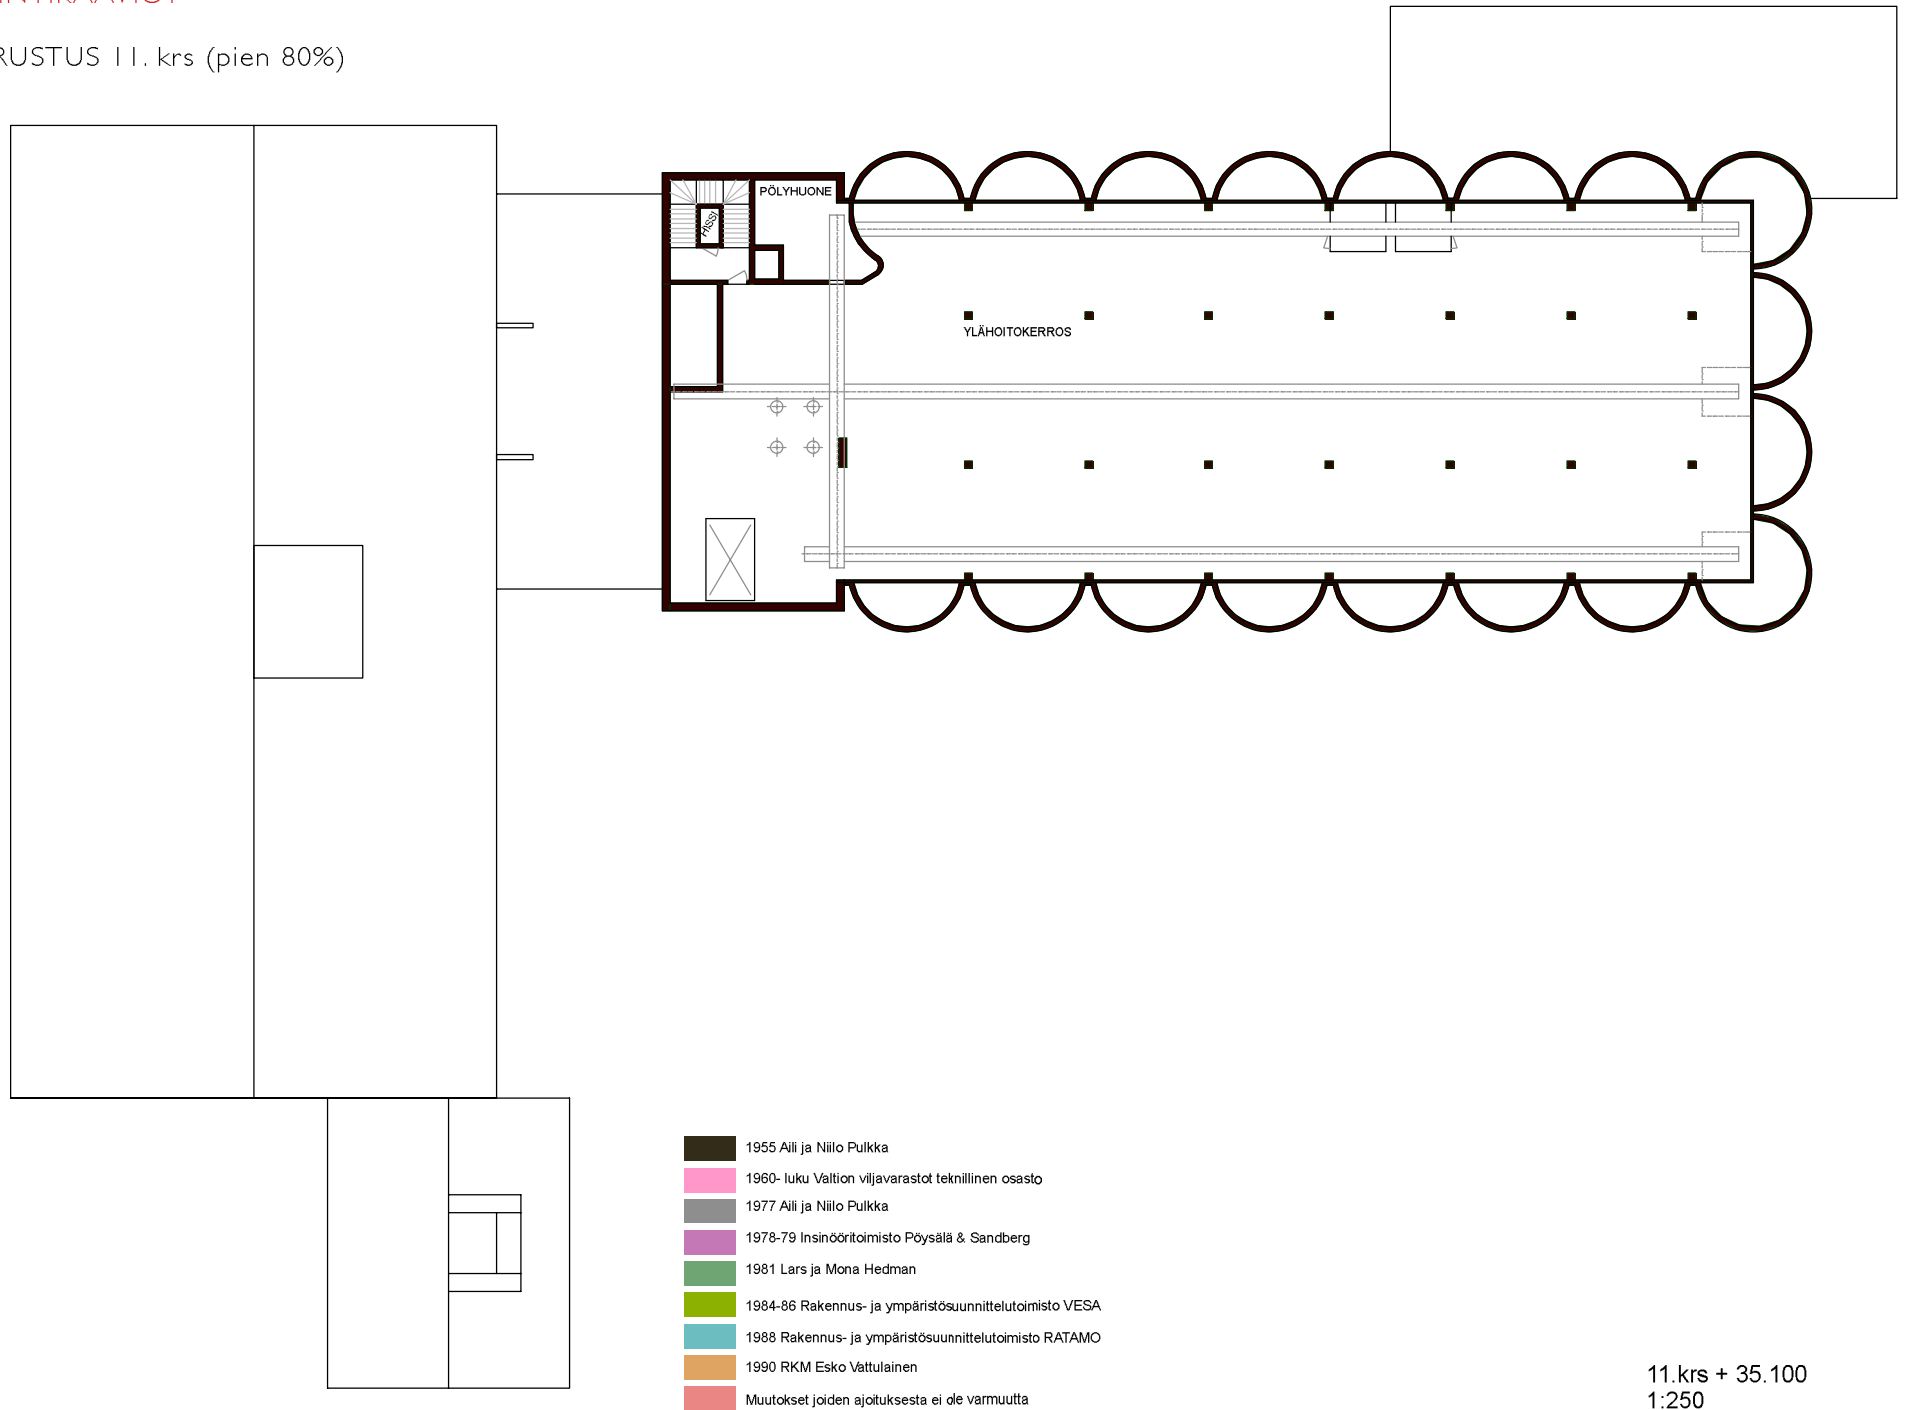 RUSTUS 11. krs (pien 80%)
PÖLYHUONE
HISSI
YLÄHOITOKERROS
1955 Aili ja Niilo Pulkka
1960- luku Valtion viljavarastot teknillinen osasto
1977 Aili ja Niilo Pulkka
1978-79 Insinööritoimisto Pöysälä & Sandberg
1981 Lars ja Mona Hedman
1984-86 Rakennus- ja ympäristösuunnittelutoimisto VESA
1988 Rakennus- ja ympäristösuunnittelutoimisto RATAMO
1990 RKM Esko Vattulainen
Muutokset joiden ajoituksesta ei ole varmuutta
11.krs + 35.100
1:250